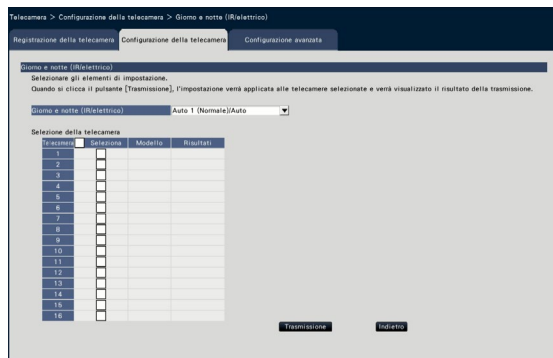 Telecamera > Configurazione della telecamera > Giorno e notte (IR/elettrico)
Registrazione della telecamera Configurazione della telecamera Configurazione avanzata
Giorno e notte (IR/elettrico)
Selezionare gli elementi di impostazione.
Quando si clicca il pulsante [Trasmissione], l'impostazione verrà applicata alle telecamere selezionate e verrà visualizzato il risultato della trasmissione.
Giorno e notte (IR/elettrico) Auto 1 (Normale)/Auto
Selezione della telecamera
Telecamera Seleziona Modello Risultati
1
2
3
4
5
6
7
8
9
10
11
12
13
14
15
16
Trasmissione Indietro